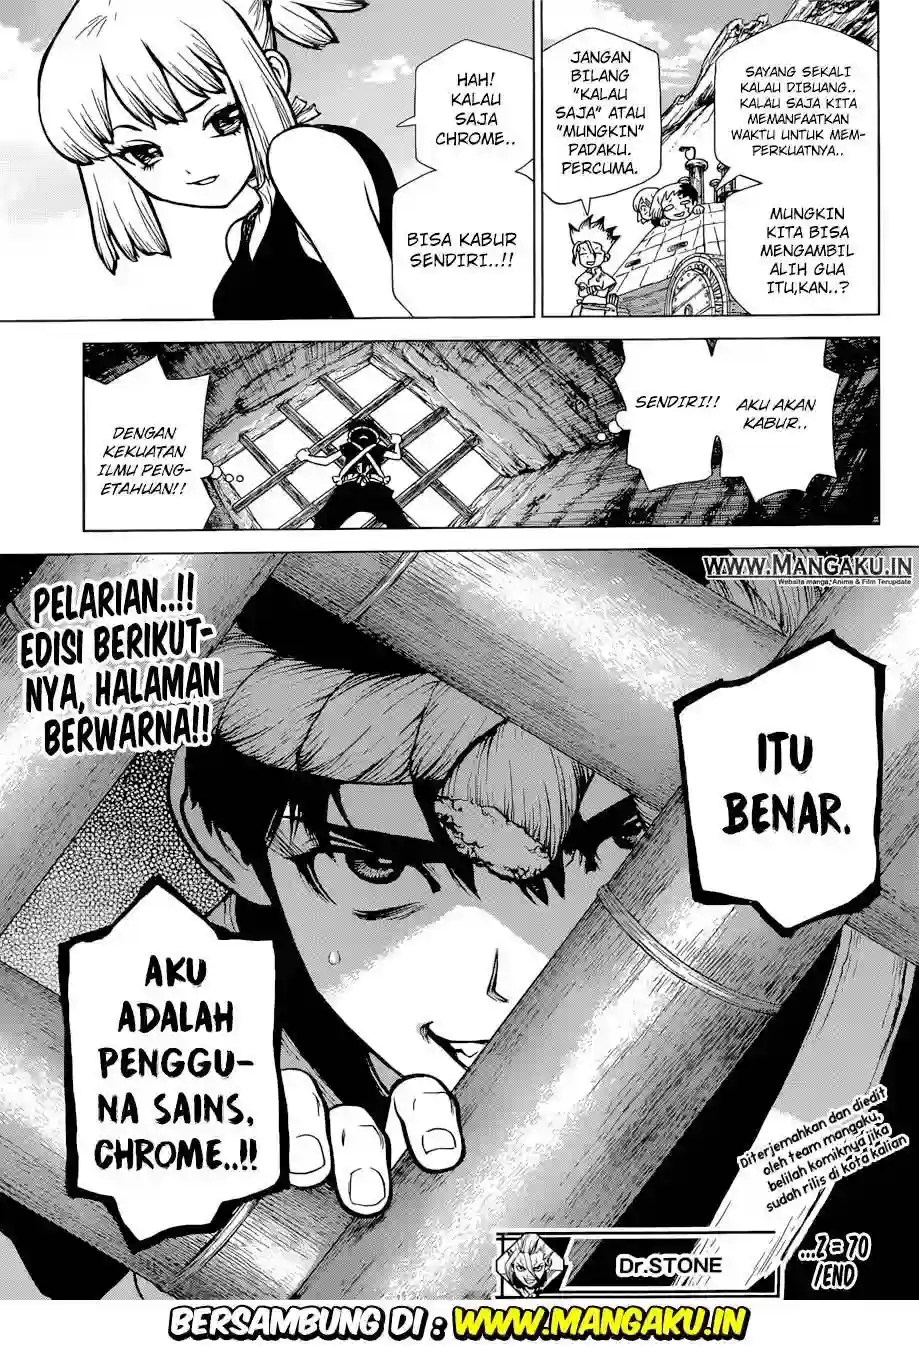 SAYANG SEKALI
KALAU DIBUANG..
KALAU SAJA KITA
MEMANFAATKAN
WAKTU UNTUK MEM-
PERKUATNYA..
MUNGKIN
KITA BISA
MENGAMBIL
ALIH GUA
ITU,KAN..?
JANGAN
BILANG
"KALAU
SAJA" ATAU
"MUNGKIN"
PADAKU.
PERCUMA.
HAH!
KALAU
SAJA
CHROME..
BISA KABUR
SENDIRI..!!
AKU AKAN
KABUR..
SENDIRI!!
DENGAN
KEKUATAN
ILMU PENG-
ETAHUAN!!
WWW.MANGAKU.IN
Website manga, Anime & Film Terupdate
PELARIAN..!!
EDISI BERIKUT-
NYA, HALAMAN
BERWARNA!!
ITU
BENAR.
AKU
ADALAH
PENGGU-
NA SAINS,
CHROME..!!
Diterjemahkan dan diedit
oleh team mangaku,
belilah komiknya jika
sudah rilis di kota kalian
Dr.STONE
...Z = 70
/END
BERSAMBUNG DI : WWW.MANGAKU.IN